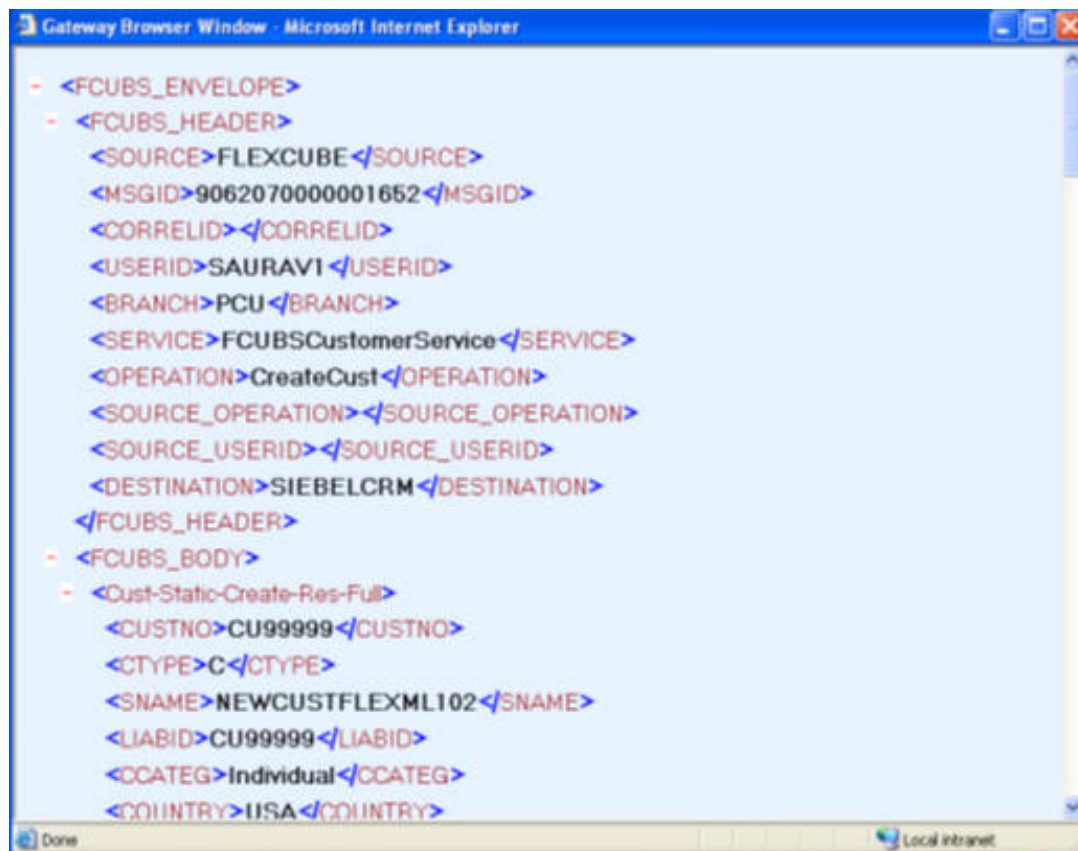 Gateway Browser Window - Microsoft Internet Explorer
- <FCUBS_ENVELOPE>
- <FCUBS_HEADER>
<SOURCE>FLEXCUBE</SOURCE>
<MSGID>9062070000001652</MSGID>
<CORRELID></CORRELID>
<USERID>SAURAV1</USERID>
<BRANCH>PCU</BRANCH>
<SERVICE>FCUBSCustomerService</SERVICE>
<OPERATION>CreateCust</OPERATION>
<SOURCE_OPERATION></SOURCE_OPERATION>
<SOURCE_USERID></SOURCE_USERID>
<DESTINATION>SIEBELCRM</DESTINATION>
</FCUBS_HEADER>
- <FCUBS_BODY>
- <Cust-Static-Create-Res-Full>
<CUSTNO>CU99999</CUSTNO>
<CTYPE>C</CTYPE>
<SNAME>NEWCUSTFLEXML102</SNAME>
<LIABID>CU99999</LIABID>
<CCATEG>Individual</CCATEG>
<COUNTRY>USA</COUNTRY>
Done Local intranet